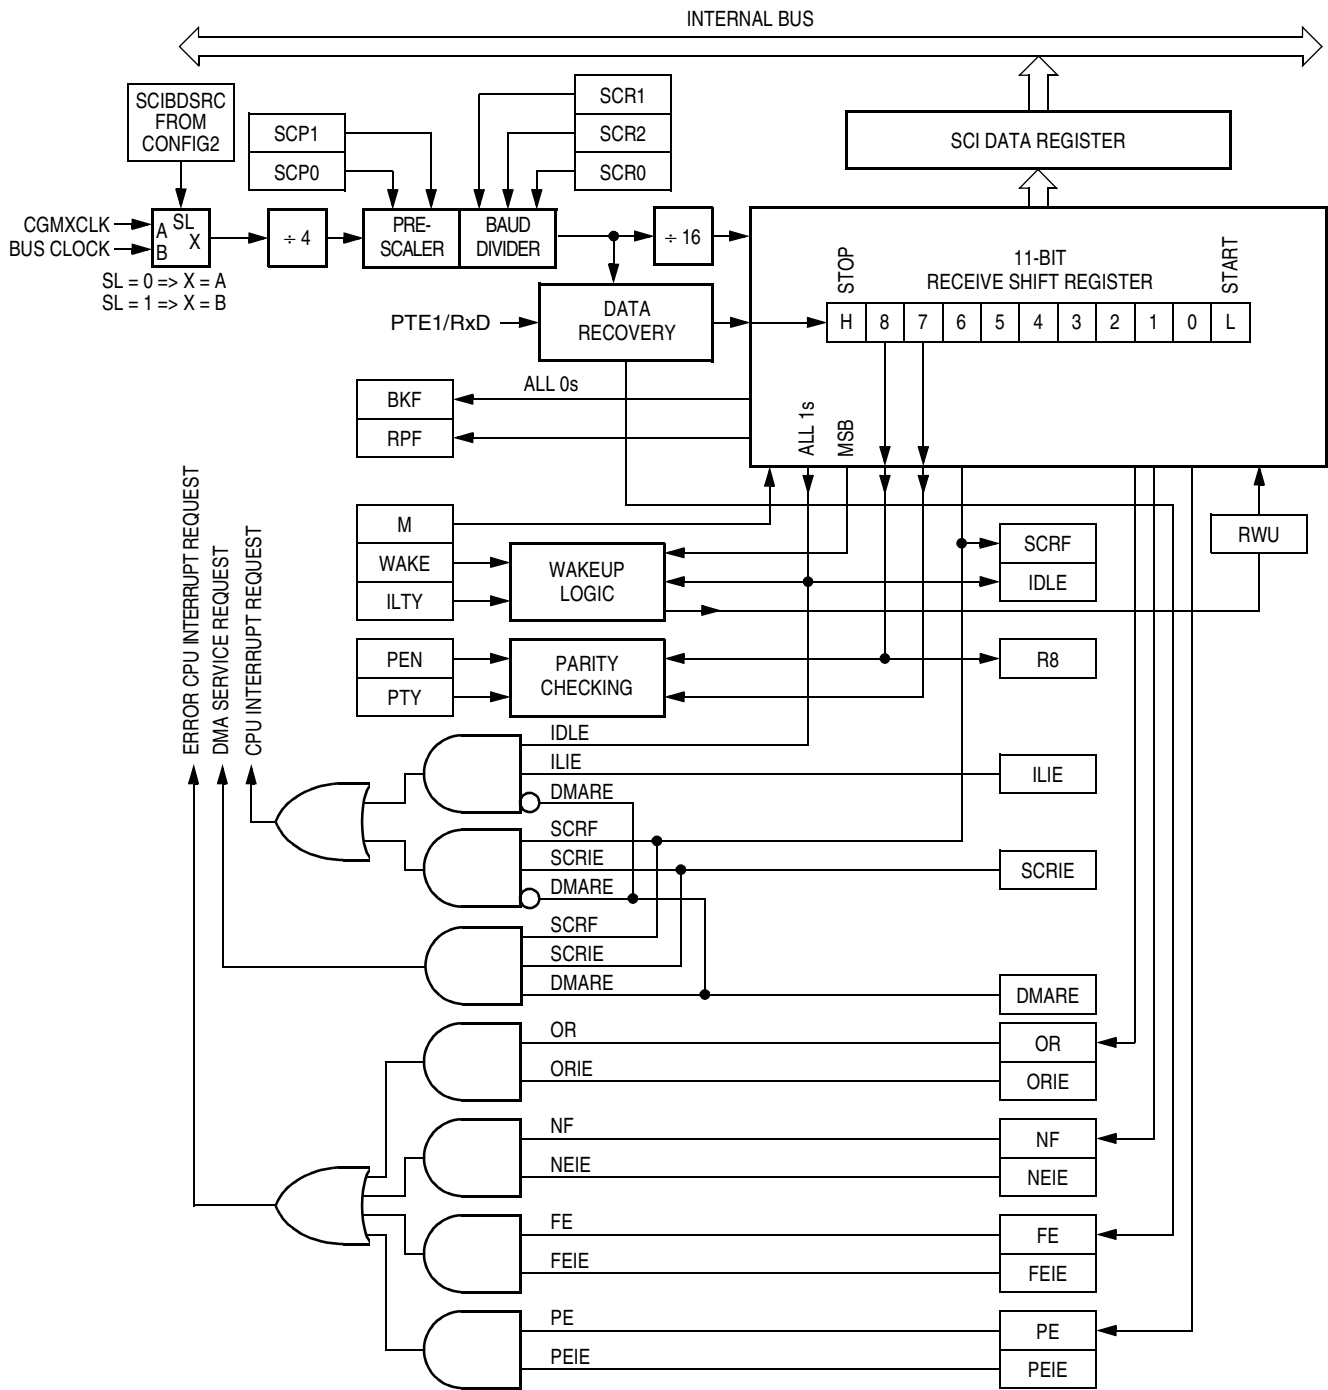 INTERNAL BUS
SCIBDSRC
FROM
CONFIG2
SCP1
SCP0
SCR1
SCR2
SCR0
SCI DATA REGISTER
CGMXCLK
BUS CLOCK
A
B
SL
X
SL = 0 => X = A
SL = 1 => X = B
÷ 4
PRE-
SCALER
BAUD
DIVIDER
÷ 16
DATA
RECOVERY
PTE1/RxD
11-BIT
RECEIVE SHIFT REGISTER
STOP
START
H 8 7 6 5 4 3 2 1 0 L
ALL 0s
BKF
RPF
ALL 1s
MSB
ERROR CPU INTERRUPT REQUEST
DMA SERVICE REQUEST
CPU INTERRUPT REQUEST
M
WAKE
ILTY
WAKEUP
LOGIC
SCRF
IDLE
RWU
PEN
PTY
PARITY
CHECKING
R8
IDLE
ILIE
DMARE
ILIE
SCRF
SCRIE
DMARE
SCRIE
SCRF
SCRIE
DMARE
DMARE
OR
ORIE
OR
ORIE
NF
NEIE
NF
NEIE
FE
FEIE
FE
FEIE
PE
PEIE
PE
PEIE